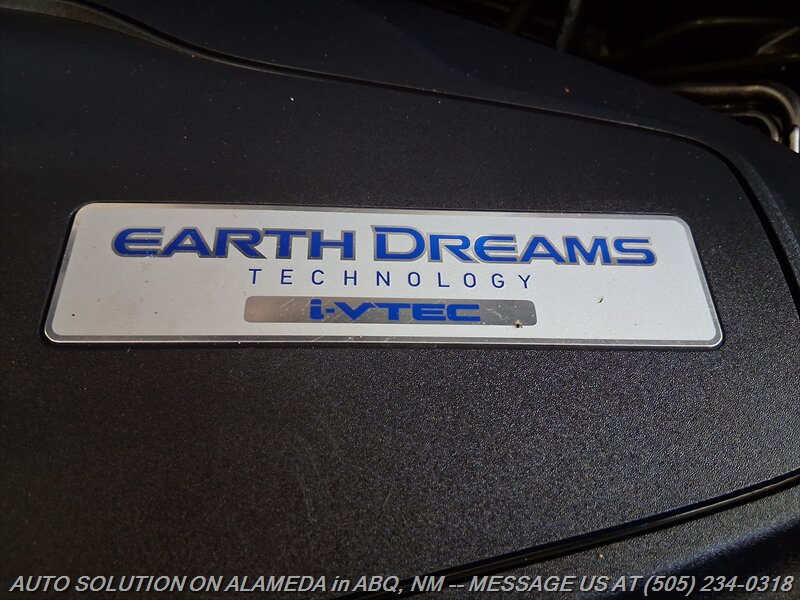 EARTH DREAMS
TECHNOLOGY
i-VTEC
AUTO SOLUTION ON ALAMEDA in ABQ, NM -- MESSAGE US AT (505) 234-0318